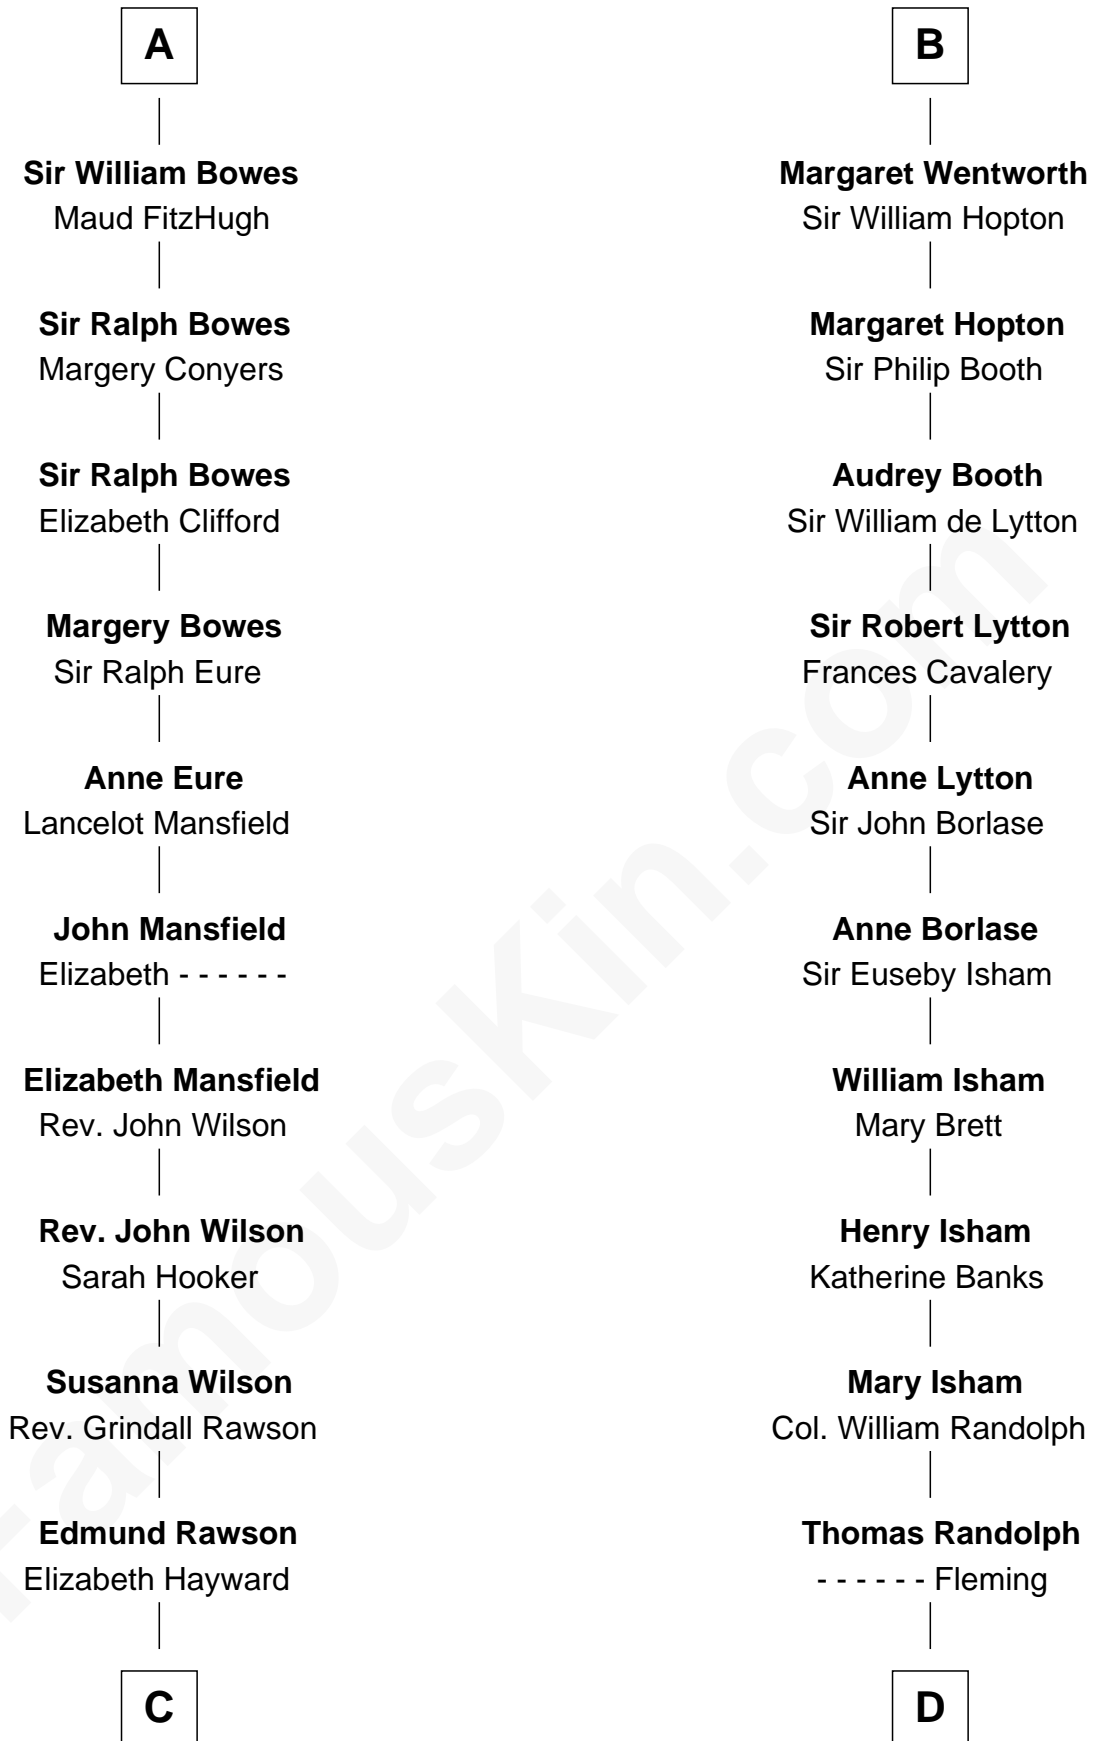 A
Sir William Bowes
Maud FitzHugh
Sir Ralph Bowes
Margery Conyers
Sir Ralph Bowes
Elizabeth Clifford
Margery Bowes
Sir Ralph Eure
Anne Eure
Lancelot Mansfield
John Mansfield
Elizabeth - - - - - -
Elizabeth Mansfield
Rev. John Wilson
Rev. John Wilson
Sarah Hooker
Susanna Wilson
Rev. Grindall Rawson
Edmund Rawson
Elizabeth Hayward
C
B
Margaret Wentworth
Sir William Hopton
Margaret Hopton
Sir Philip Booth
Audrey Booth
Sir William de Lytton
Sir Robert Lytton
Frances Cavalery
Anne Lytton
Sir John Borlase
Anne Borlase
Sir Euseby Isham
William Isham
Mary Brett
Henry Isham
Katherine Banks
Mary Isham
Col. William Randolph
Thomas Randolph
- - - - - - Fleming
D
FamousKin.com